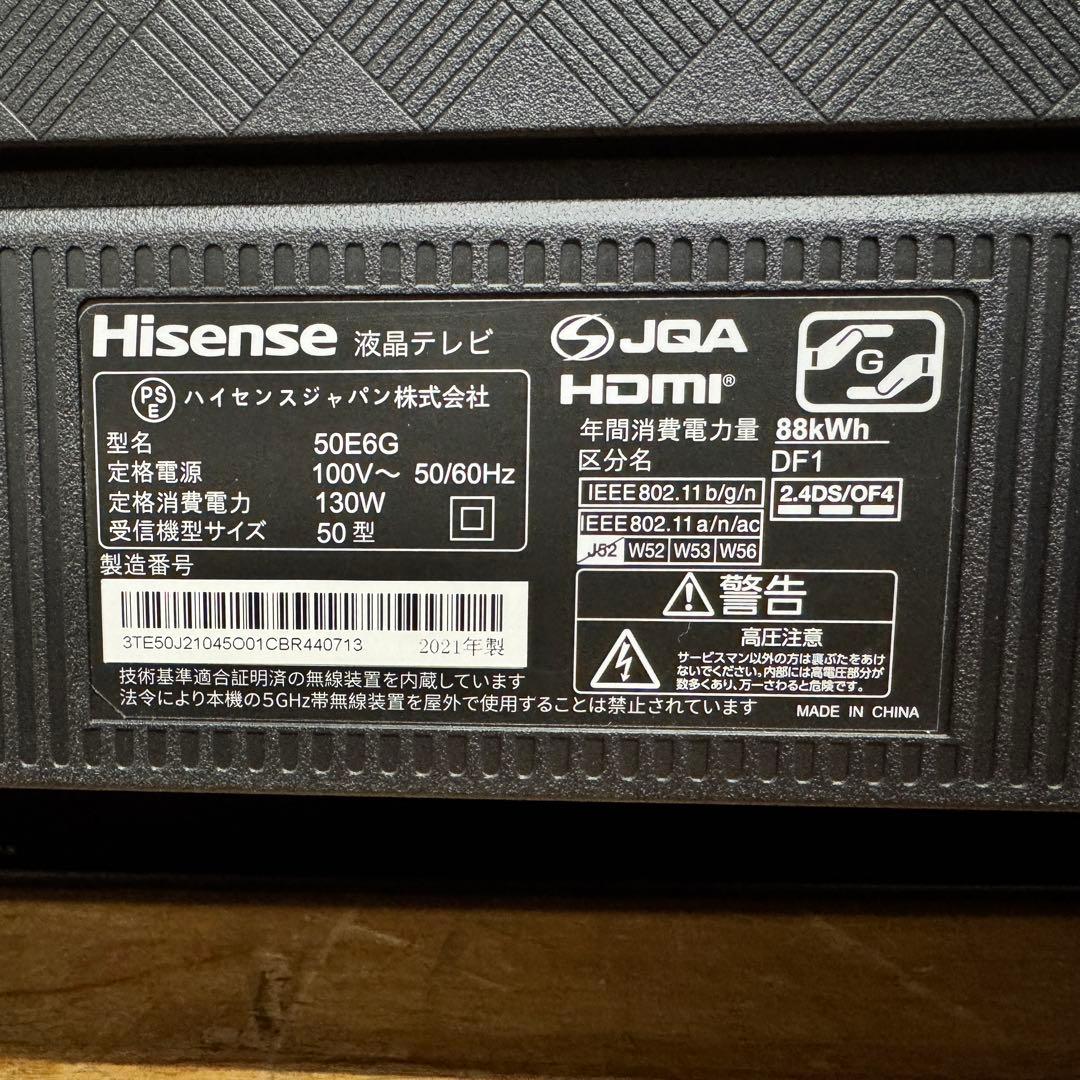 Hisense 液晶テレビ
PSE ハイセンスジャパン株式会社
型名 50E6G
定格電源 100V～ 50/60Hz
定格消費電力 130W
受信機型サイズ 50型
製造番号
3TE50J21045O01CBR440713 2021年製
技術基準適合証明済の無線装置を内蔵しています
法令により本機の5GHz帯無線装置を屋外で使用することは禁止されています
JQA
HDMI®
G
年間消費電力量 88kWh
区分名 DF1
IEEE802.11b/g/n 2.4DS/OF4
IEEE802.11a/n/ac
J52 W52 W53 W56
警告
高圧注意
サービスマン以外の方は裏ぶたをあけ
ないでください。内部には高電圧部分が
数多くあり、万一さわると危険です。
MADE IN CHINA